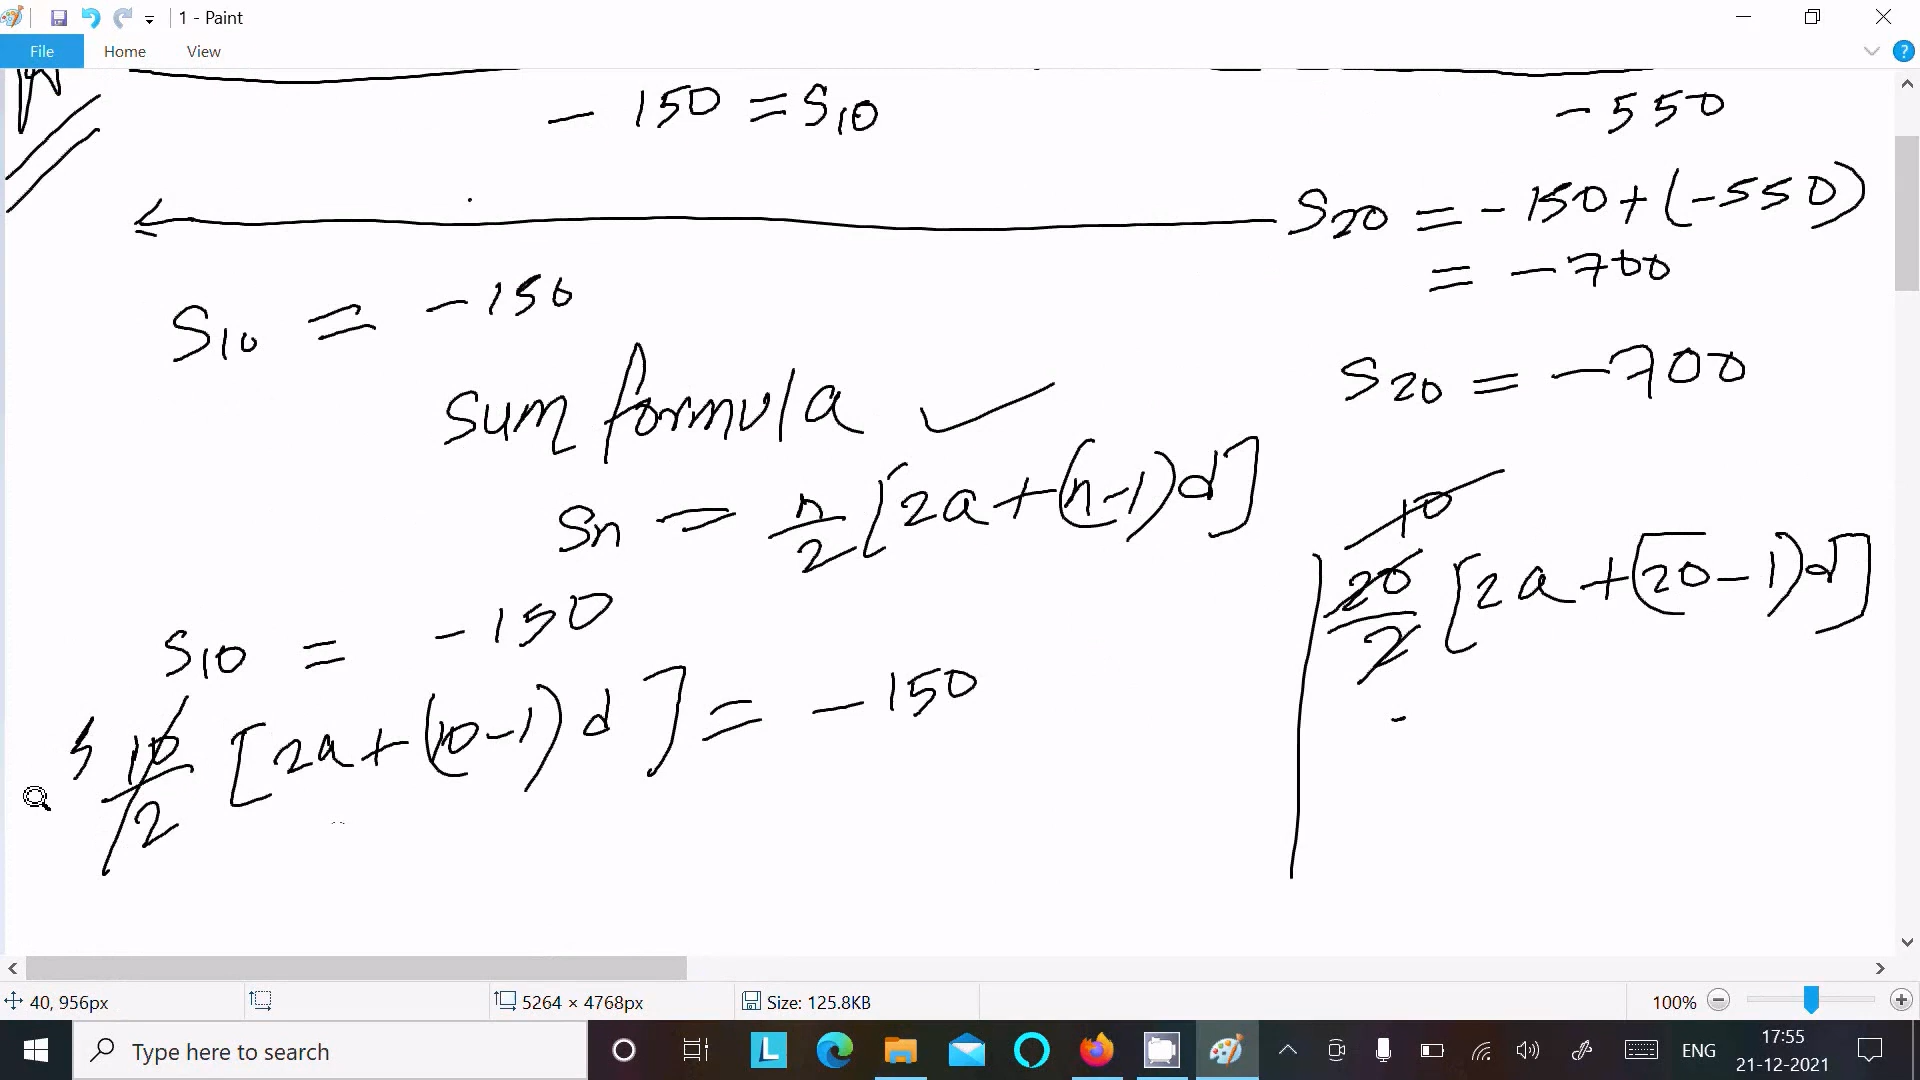 1 - Paint
File Home View
- 150 = S10
- 550
S20 = - 150 + (-550)
= - 700
S10 = - 150
S20 = - 700
sum formula ✓
Sn = n/2 [2a + (n-1)d]
10
20/2 [2a + (20-1)d]
-
S10 = - 150
5 10/2 [2a + (10-1)d] = - 150
40, 956px 5264 × 4768px Size: 125.8KB 100%
Type here to search
L
ENG
17:55
21-12-2021